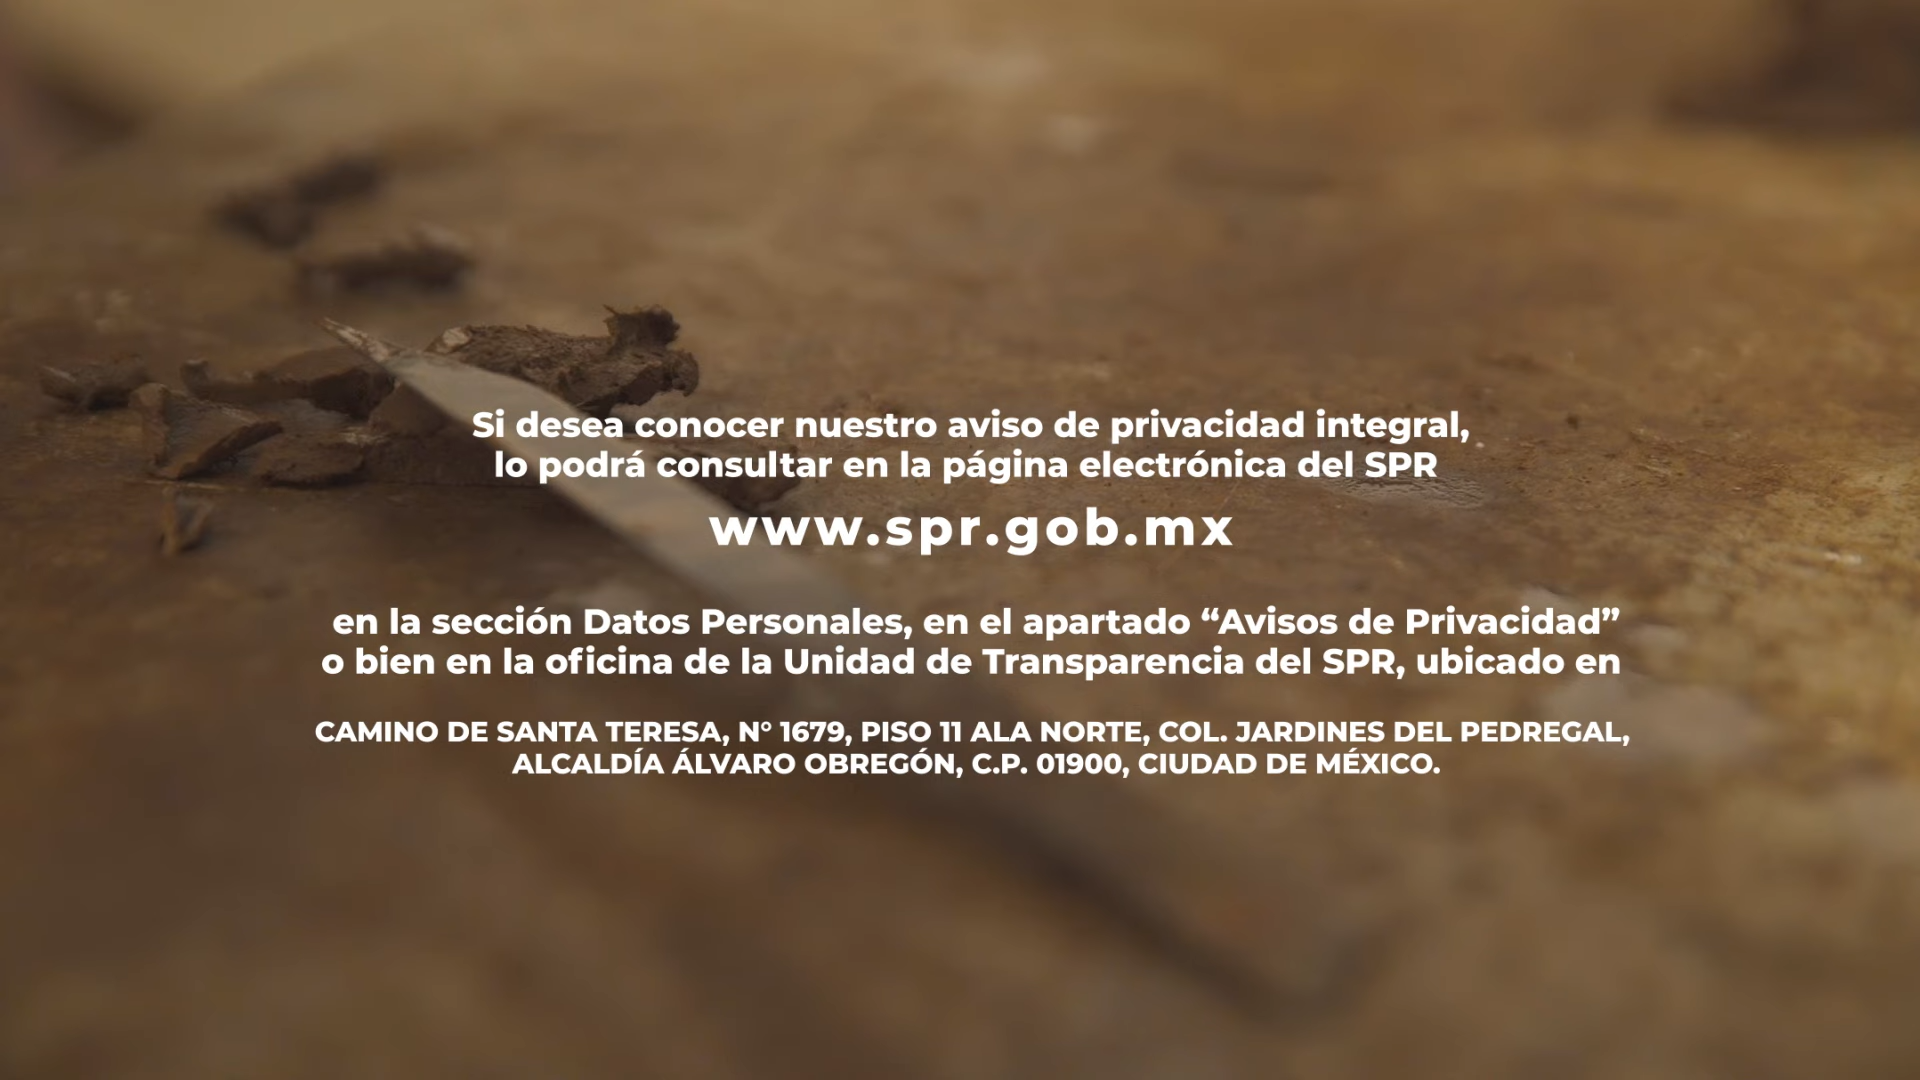 Si desea conocer nuestro aviso de privacidad integral,
lo podrá consultar en la página electrónica del SPR
www.spr.gob.mx
en la sección Datos Personales, en el apartado “Avisos de Privacidad”
o bien en la oficina de la Unidad de Transparencia del SPR, ubicado en
CAMINO DE SANTA TERESA, N° 1679, PISO 11 ALA NORTE, COL. JARDINES DEL PEDREGAL,
ALCALDÍA ÁLVARO OBREGÓN, C.P. 01900, CIUDAD DE MÉXICO.